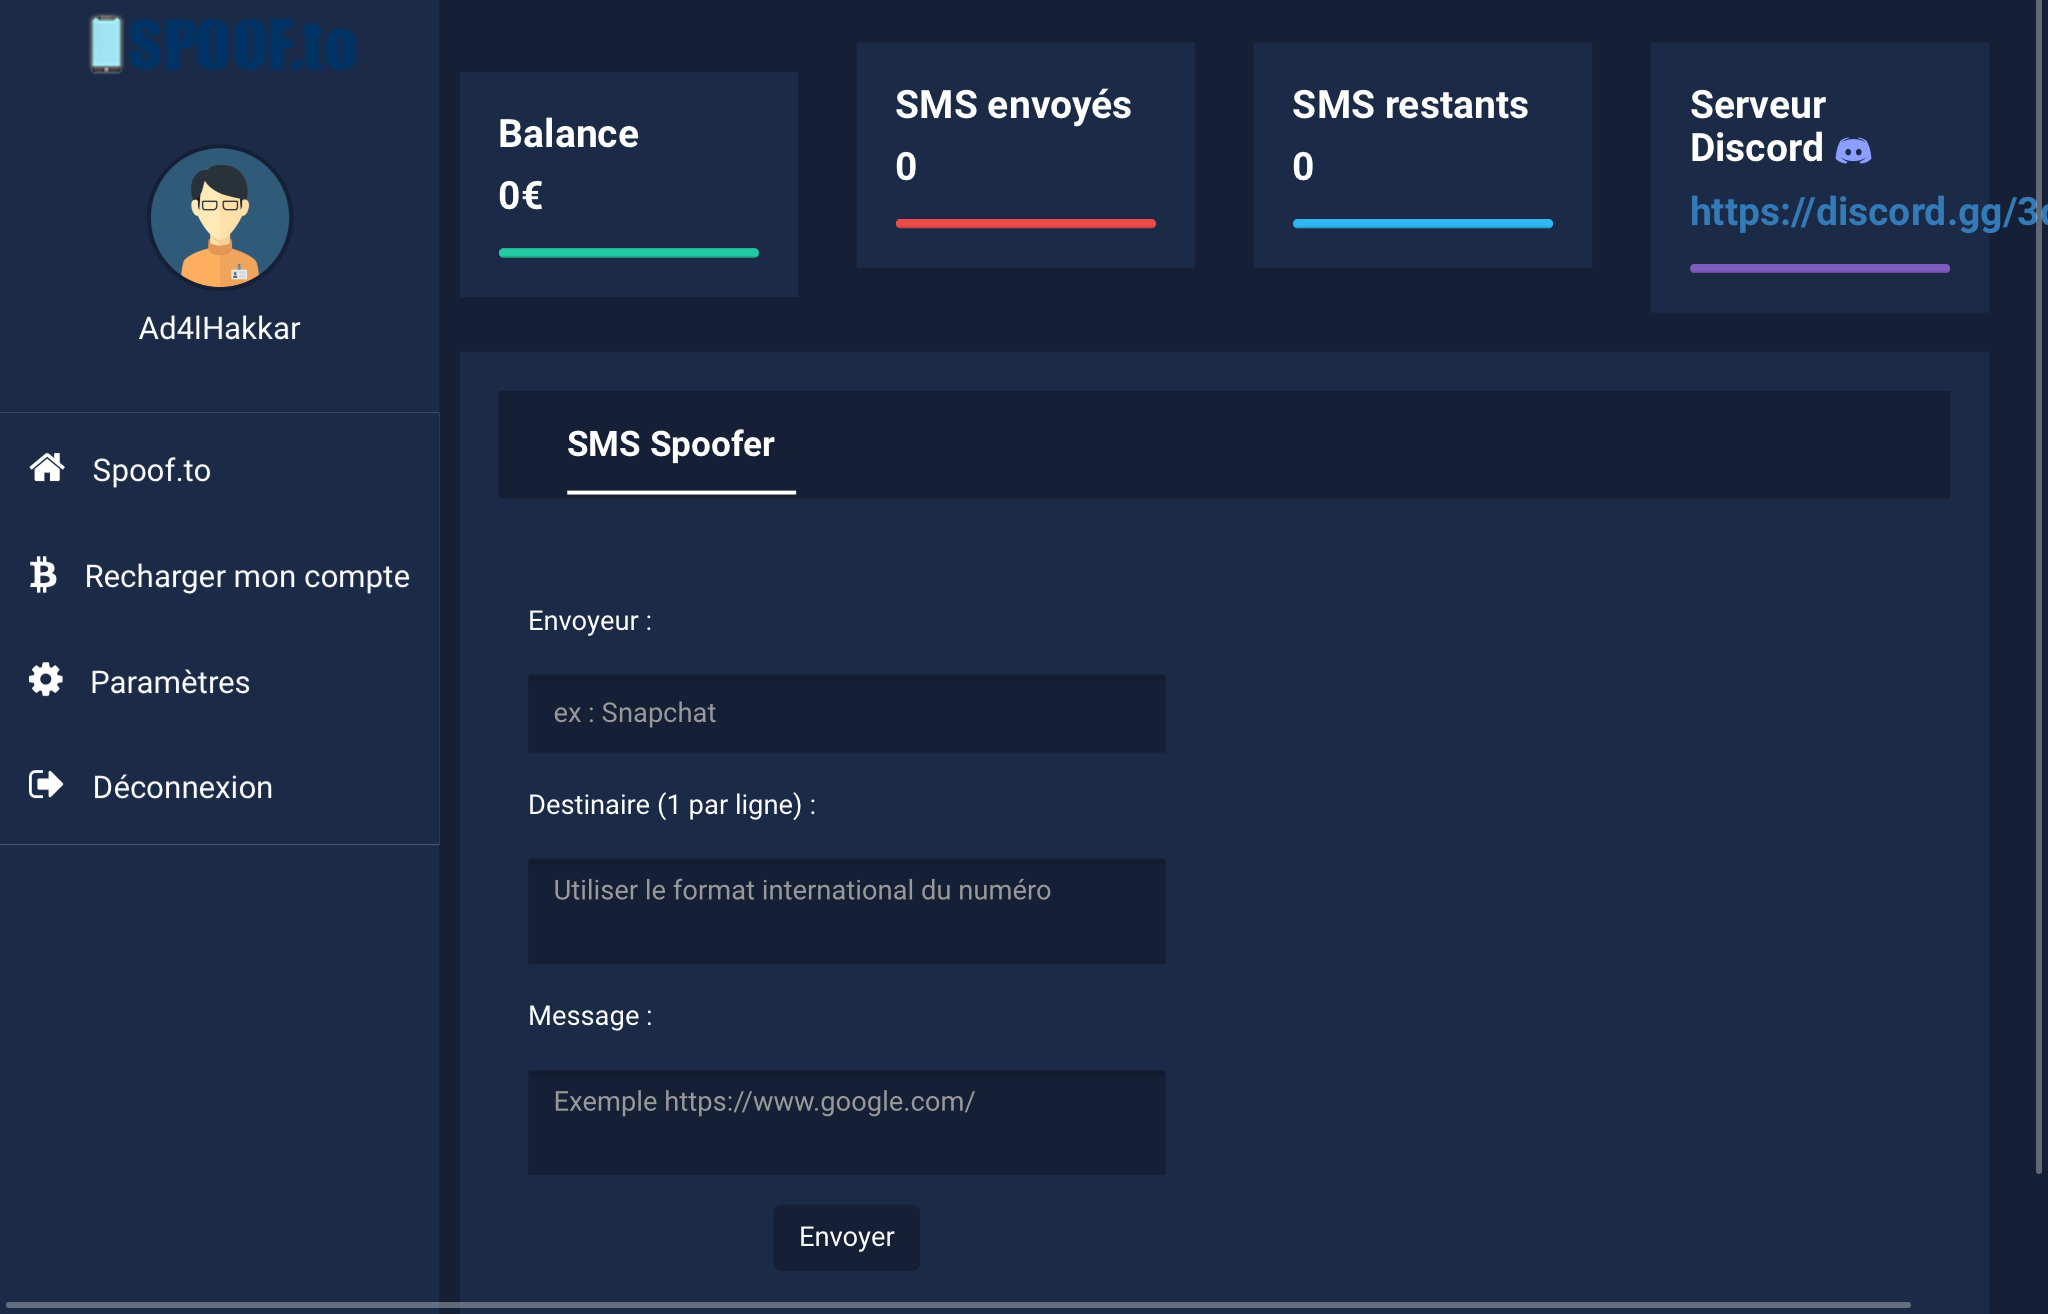 SPOOF.to
Ad4lHakkar
Spoof.to
Recharger mon compte
Paramètres
Déconnexion
Balance
0€
SMS envoyés
0
SMS restants
0
Serveur
Discord
https://discord.gg/3
SMS Spoofer
Envoyeur :
ex : Snapchat
Destinaire (1 par ligne) :
Utiliser le format international du numéro
Message :
Exemple https://www.google.com/
Envoyer